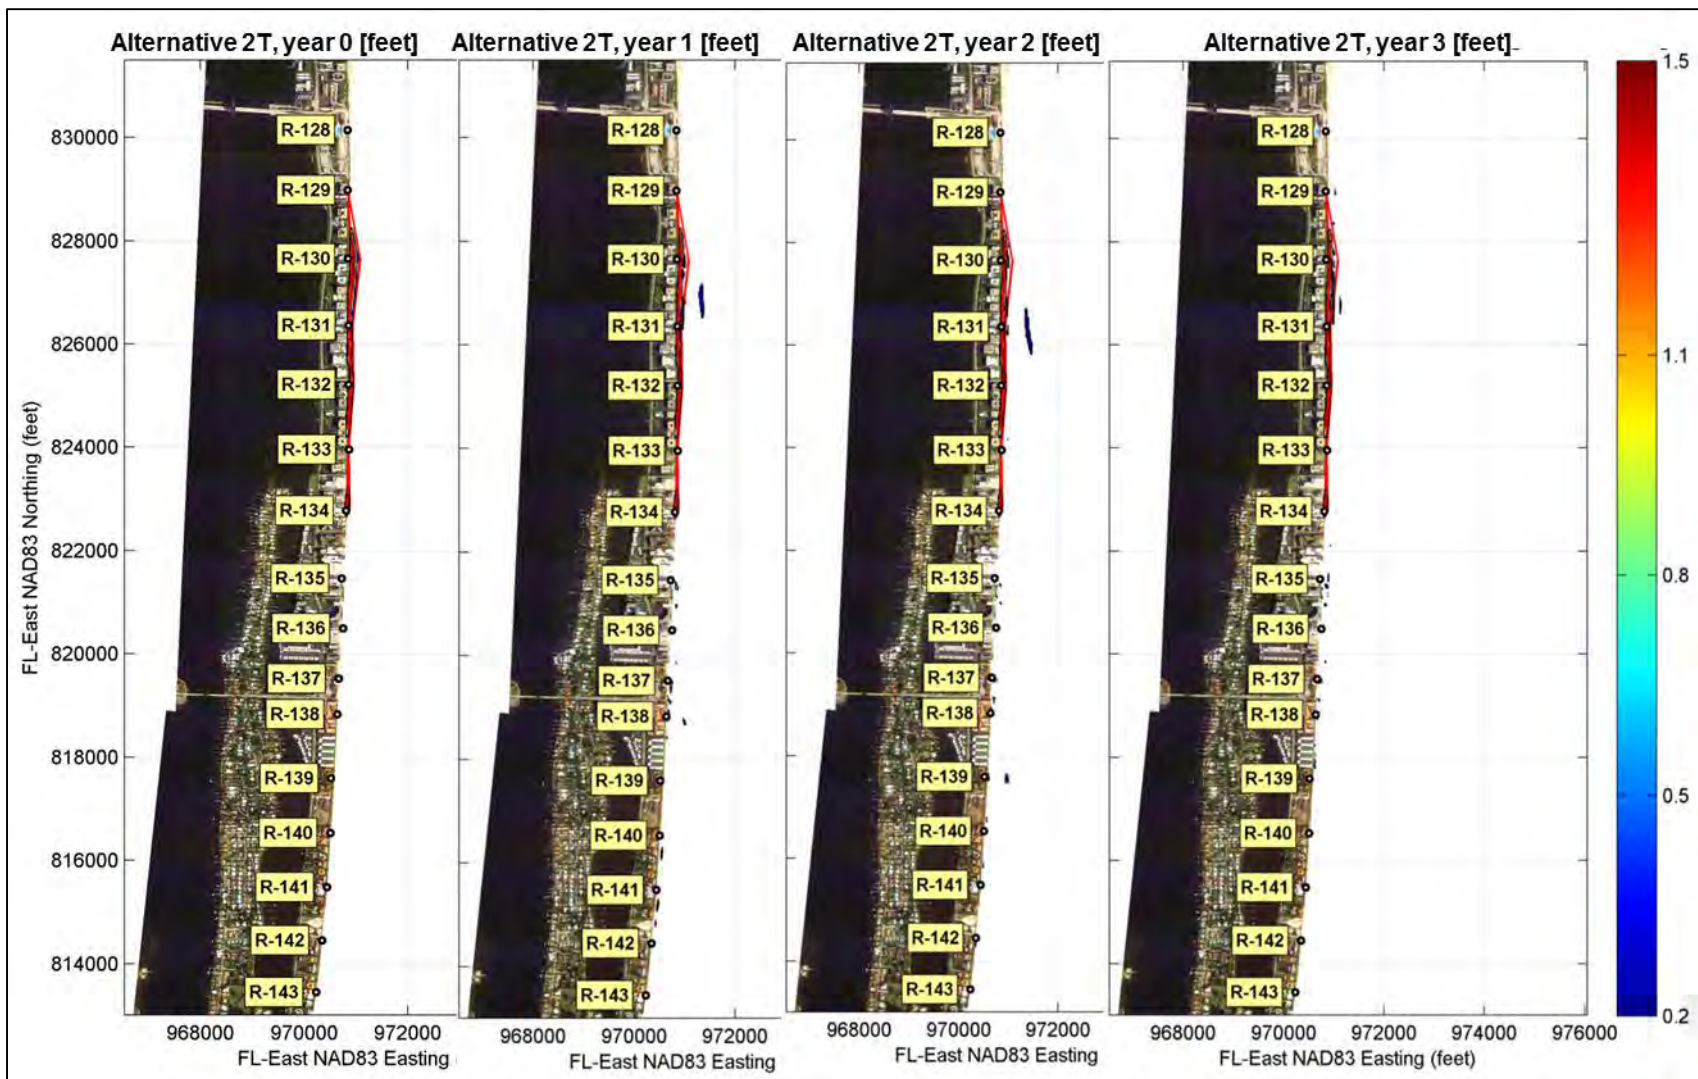 Alternative 2T, year 0 [feet]
Alternative 2T, year 1 [feet]
Alternative 2T, year 2 [feet]
Alternative 2T, year 3 [feet]
FL-East NAD83 Northing (feet)
830000
828000
826000
824000
822000
820000
818000
816000
814000
R-128
R-129
R-130
R-131
R-132
R-133
R-134
R-135
R-136
R-137
R-138
R-139
R-140
R-141
R-142
R-143
968000 970000 972000
FL-East NAD83 Easting (
R-128
R-129
R-130
R-131
R-132
R-133
R-134
R-135
R-136
R-137
R-138
R-139
R-140
R-141
R-142
R-143
968000 970000 972000
FL-East NAD83 Easting
R-128
R-129
R-130
R-131
R-132
R-133
R-134
R-135
R-136
R-137
R-138
R-139
R-140
R-141
R-142
R-143
968000 970000 972000
FL-East NAD83 Easting
R-128
R-129
R-130
R-131
R-132
R-133
R-134
R-135
R-136
R-137
R-138
R-139
R-140
R-141
R-142
R-143
968000 970000 972000 974000 976000
FL-East NAD83 Easting (feet)
1.5
1.1
0.8
0.5
0.2